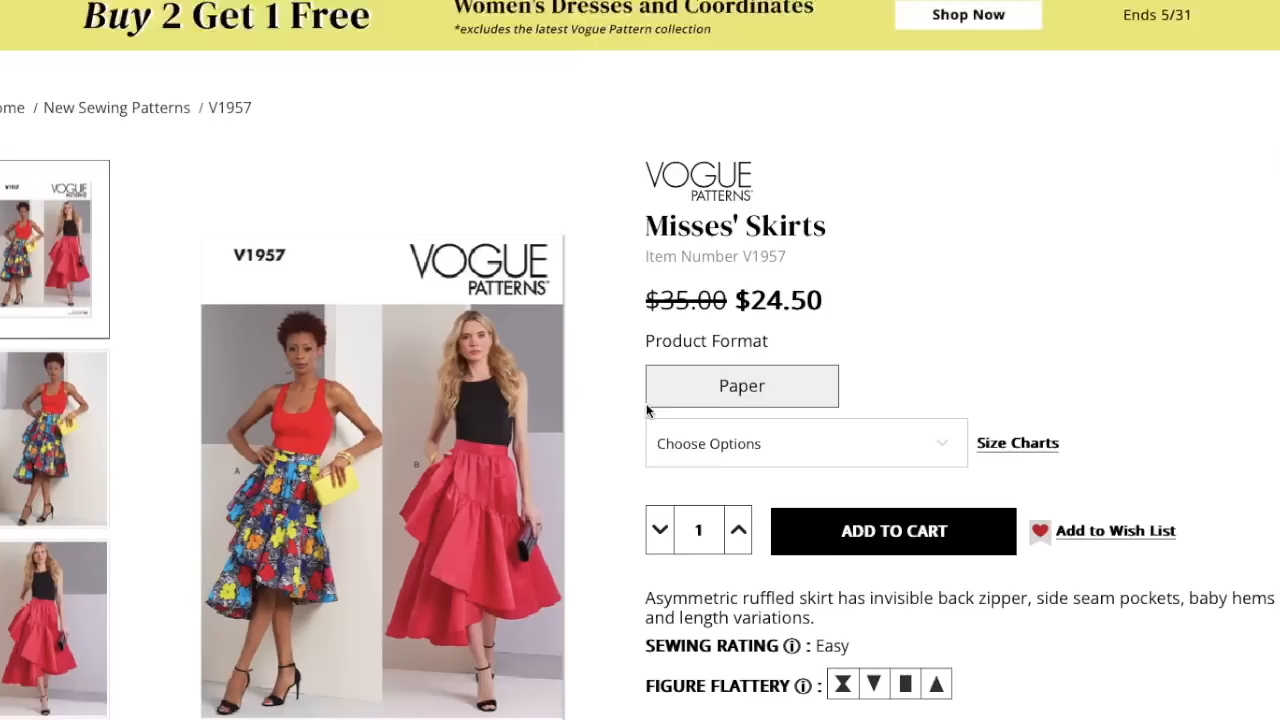 Buy 2 Get 1 Free
Women's Dresses and Coordinates
*excludes the latest Vogue Pattern collection
Shop Now
Ends 5/31
ome / New Sewing Patterns / V1957
V1957
VOGUE
PATTERNS
V1957
VOGUE
PATTERNS
A
B
VOGUE
PATTERNS
Misses' Skirts
Item Number V1957
$35.00 $24.50
Product Format
Paper
Choose Options
Size Charts
1
ADD TO CART
Add to Wish List
Asymmetric ruffled skirt has invisible back zipper, side seam pockets, baby hems
and length variations.
SEWING RATING ⓘ : Easy
FIGURE FLATTERY ⓘ :